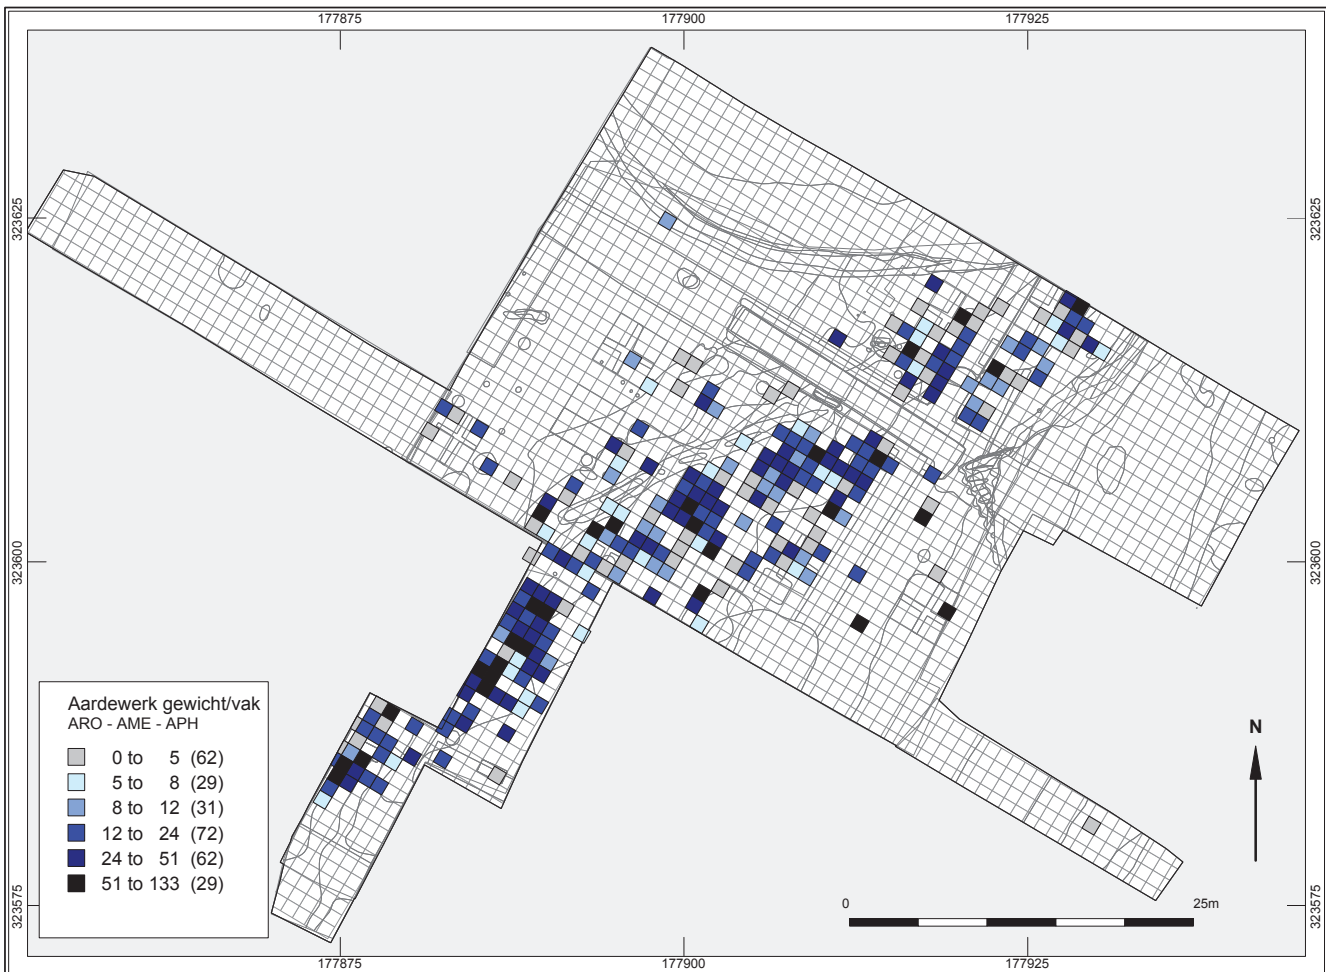 177875 177900 177925
323625 323625
323600 323600
Aardewerk gewicht/vak
ARO - AME - APH
0 to 5 (62)
5 to 8 (29)
8 to 12 (31)
12 to 24 (72)
24 to 51 (62)
51 to 133 (29)
N
0 25m
323575 323575
177875 177900 177925